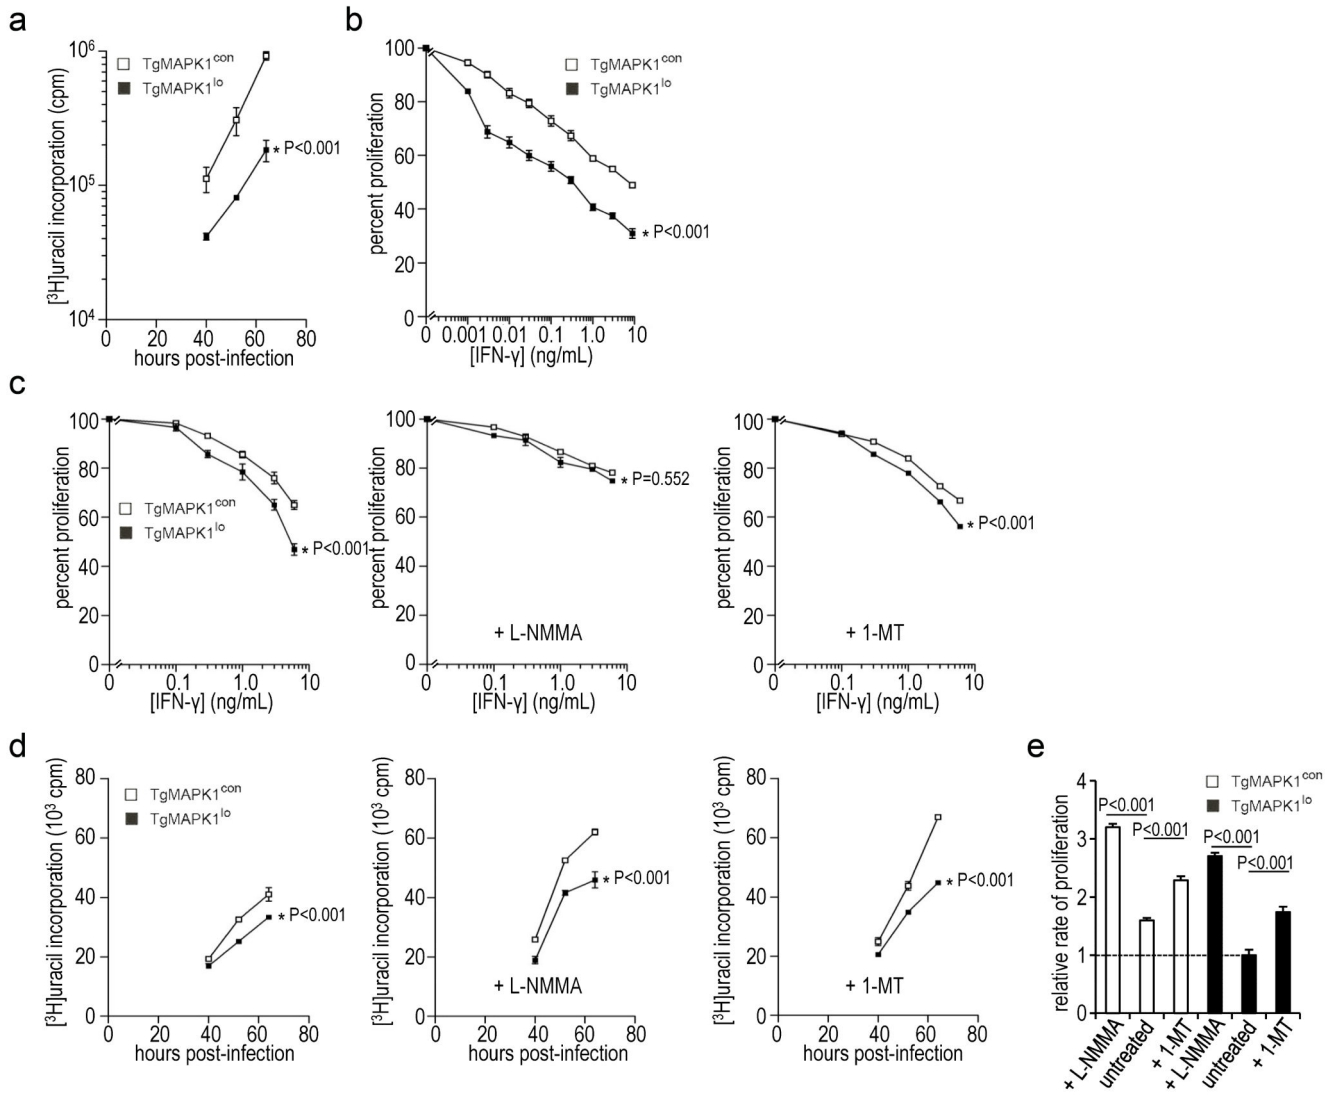 a
[³H]uracil incorporation (cpm)
10⁶
10⁵
10⁴
TgMAPK1con
TgMAPK1lo
* P<0.001
0 20 40 60 80
hours post-infection
b
percent proliferation
100
80
60
40
20
0
TgMAPK1con
TgMAPK1lo
* P<0.001
0 0.001 0.01 0.1 1.0 10
[IFN-γ] (ng/mL)
c
percent proliferation
100
80
60
40
20
0
TgMAPK1con
TgMAPK1lo
* P<0.001
0 0.1 1.0 10
[IFN-γ] (ng/mL)
percent proliferation
100
80
60
40
20
0
* P=0.552
+ L-NMMA
0 0.1 1.0 10
[IFN-γ] (ng/mL)
percent proliferation
100
80
60
40
20
0
* P<0.001
+ 1-MT
0 0.1 1.0 10
[IFN-γ] (ng/mL)
d
[³H]uracil incorporation (10³ cpm)
80
60
40
20
0
TgMAPK1con
TgMAPK1lo
* P<0.001
0 20 40 60 80
hours post-infection
[³H]uracil incorporation (10³ cpm)
80
60
40
20
0
* P<0.001
+ L-NMMA
0 20 40 60 80
hours post-infection
[³H]uracil incorporation (10³ cpm)
80
60
40
20
0
* P<0.001
+ 1-MT
0 20 40 60 80
hours post-infection
e
relative rate of proliferation
4
3
2
1
0
TgMAPK1con
TgMAPK1lo
P<0.001
P<0.001
P<0.001
P<0.001
+ L-NMMA
untreated
+ 1-MT
+ L-NMMA
untreated
+ 1-MT